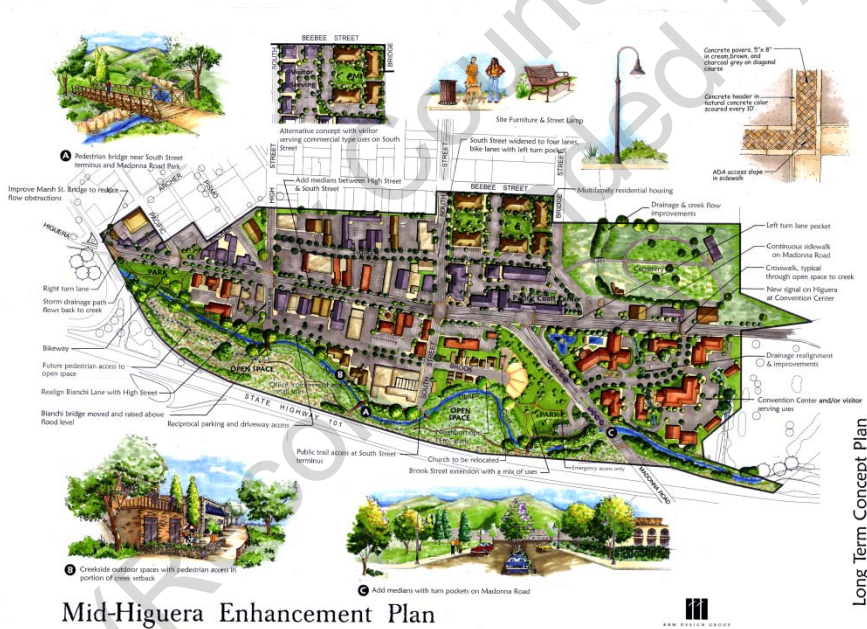 BEEBEE STREET
SOUTH
BRIDGE
Visitor
Serving
STREET
Alternative concept with visitor
serving commercial type uses on South
Street
Site Furniture & Street Lamp
Concrete pavers, 5"x 8"
in cream, brown, and
charcoal grey on diagonal
course
Concrete header in
natural concrete color
scoured every 10'
ADA access slope
in sidewalk
A Pedestrian bridge near South Street
terminus and Madonna Road Park
South Street widened to four lanes,
bike lanes with left turn pocket
STREET
STREET
Add medians between High Street
& South Street
BEEBEE STREET
Multifamily residential housing
Improve Marsh St. Bridge to reduce
flow obstructions
ARCHER
PISMO
PACIFIC
HIGH
SOUTH
BRIDGE
HIGUERA
Drainage & creek flow
improvements
Left turn lane pocket
Continuous sidewalk
on Madonna Road
Crosswalk, typical
through open space to creek
New signal on Higuera
at Convention Center
Cemetery
PARK
Right turn lane
Storm drainage path
flows back to creek
Bikeway
Future pedestrian access to
open space
Realign Bianchi Lane with High Street
Bianchi bridge moved and raised above
flood level
OPEN SPACE
B
A
STREET
SOUTH
BROOK
OPEN
SPACE
PARK
C
Drainage realignment
& improvements
Convention Center and/or visitor
serving uses
STATE HIGHWAY 101
Reciprocal parking and driveway access
Public trail access at South Street
terminus
Church to be relocated
Brook Street extension with a mix of uses
Emergency access only
MADONNA ROAD
B Creekside outdoor spaces with pedestrian access in
portion of creek setback
C Add medians with turn pockets on Madonna Road
Mid-Higuera Enhancement Plan
RRM DESIGN GROUP
Long Term Concept Plan